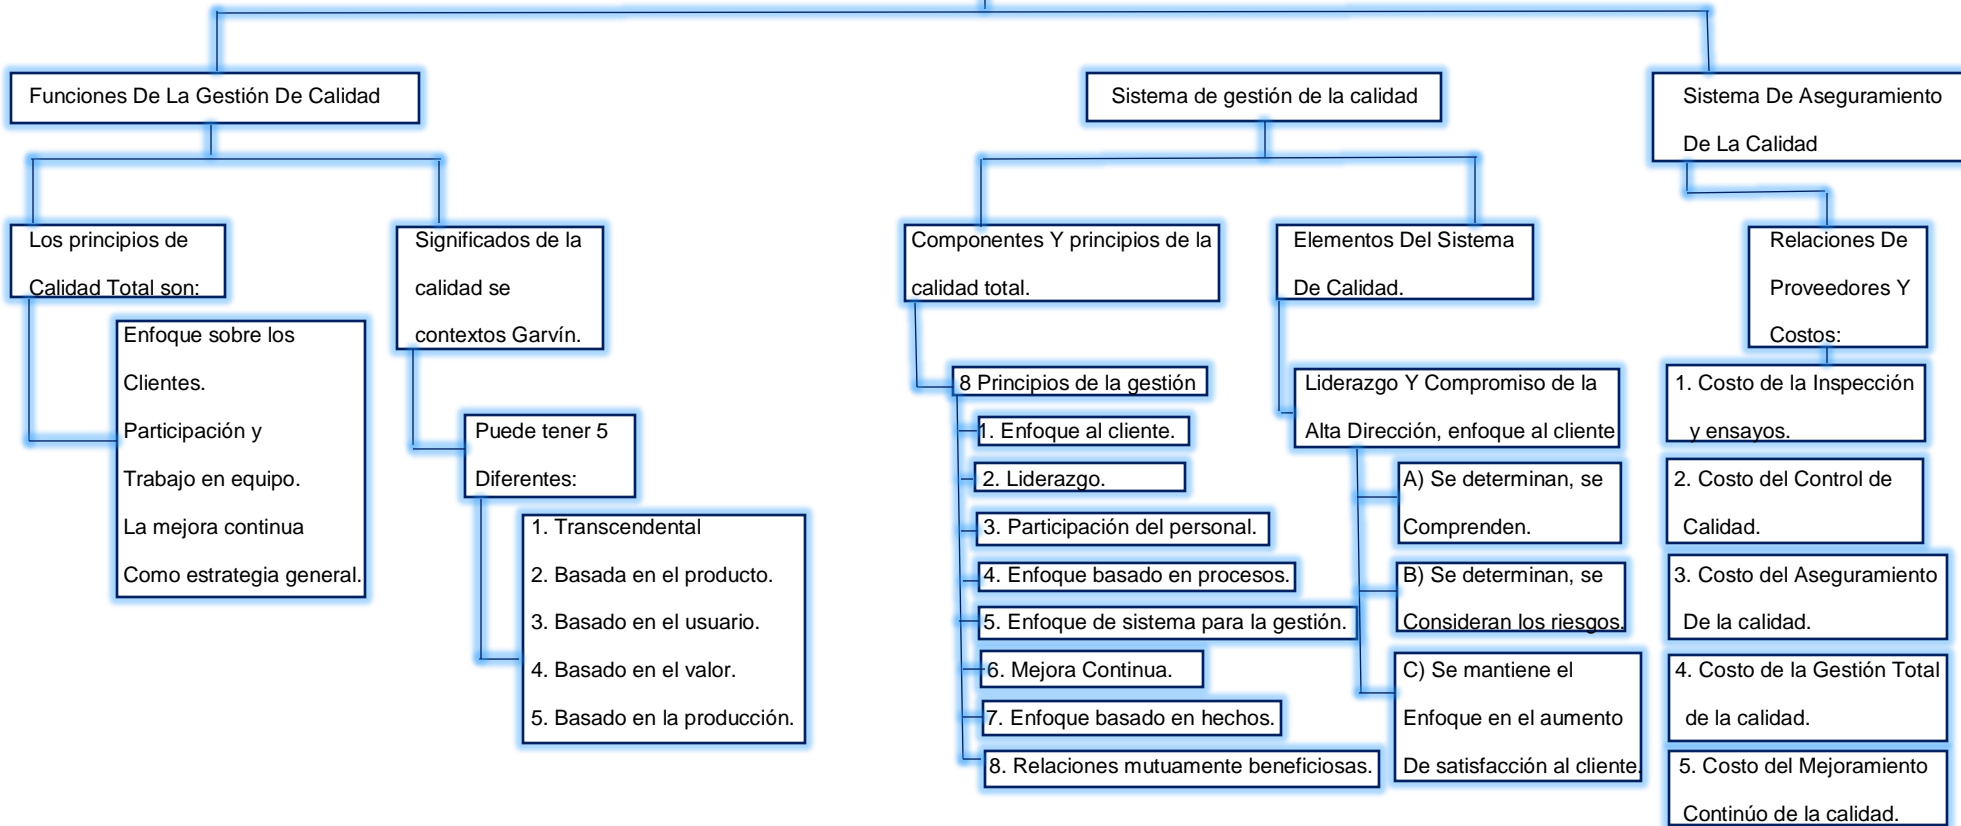 Funciones De La Gestión De Calidad
Los principios de
Calidad Total son:
Enfoque sobre los
Clientes.
Participación y
Trabajo en equipo.
La mejora continua
Como estrategia general.
Significados de la
calidad se
contextos Garvín.
Puede tener 5
Diferentes:
1. Transcendental
2. Basada en el producto.
3. Basado en el usuario.
4. Basado en el valor.
5. Basado en la producción.
Sistema de gestión de la calidad
Componentes Y principios de la
calidad total.
8 Principios de la gestión
1. Enfoque al cliente.
2. Liderazgo.
3. Participación del personal.
4. Enfoque basado en procesos.
5. Enfoque de sistema para la gestión.
6. Mejora Continua.
7. Enfoque basado en hechos.
8. Relaciones mutuamente beneficiosas.
Elementos Del Sistema
De Calidad.
Liderazgo Y Compromiso de la
Alta Dirección, enfoque al cliente
A) Se determinan, se
Comprenden.
B) Se determinan, se
Consideran los riesgos.
C) Se mantiene el
Enfoque en el aumento
De satisfacción al cliente.
Sistema De Aseguramiento
De La Calidad
Relaciones De
Proveedores Y
Costos:
1. Costo de la Inspección
y ensayos.
2. Costo del Control de
Calidad.
3. Costo del Aseguramiento
De la calidad.
4. Costo de la Gestión Total
de la calidad.
5. Costo del Mejoramiento
Continúo de la calidad.